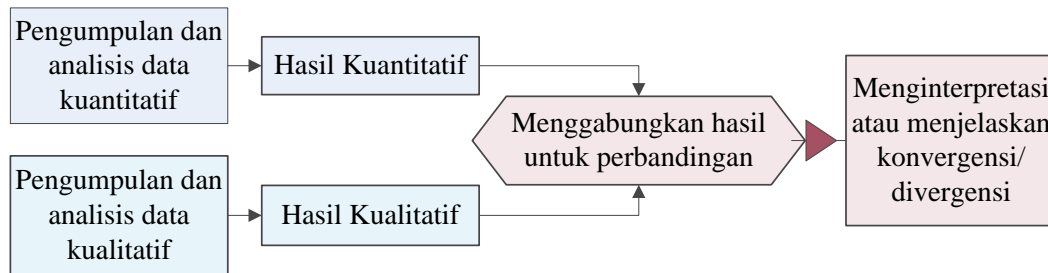 Pengumpulan dan
analisis data
kuantitatif
Hasil Kuantitatif
Pengumpulan dan
analisis data
kualitatif
Hasil Kualitatif
Menggabungkan hasil
untuk perbandingan
Menginterpretasi
atau menjelaskan
konvergensi/
divergensi